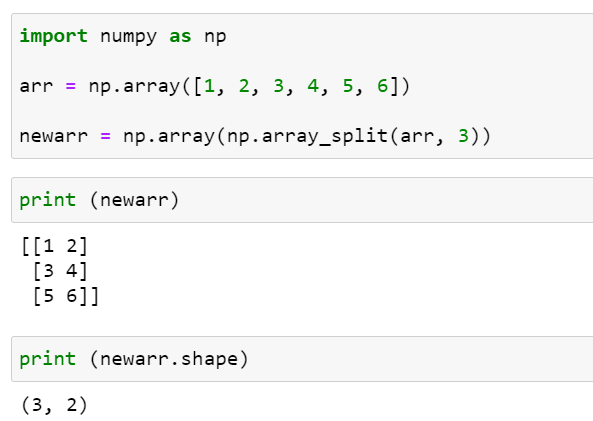 import numpy as np
arr = np.array([1, 2, 3, 4, 5, 6])
newarr = np.array(np.array_split(arr, 3))
print (newarr)
[[1 2]
 [3 4]
 [5 6]]
print (newarr.shape)
(3, 2)